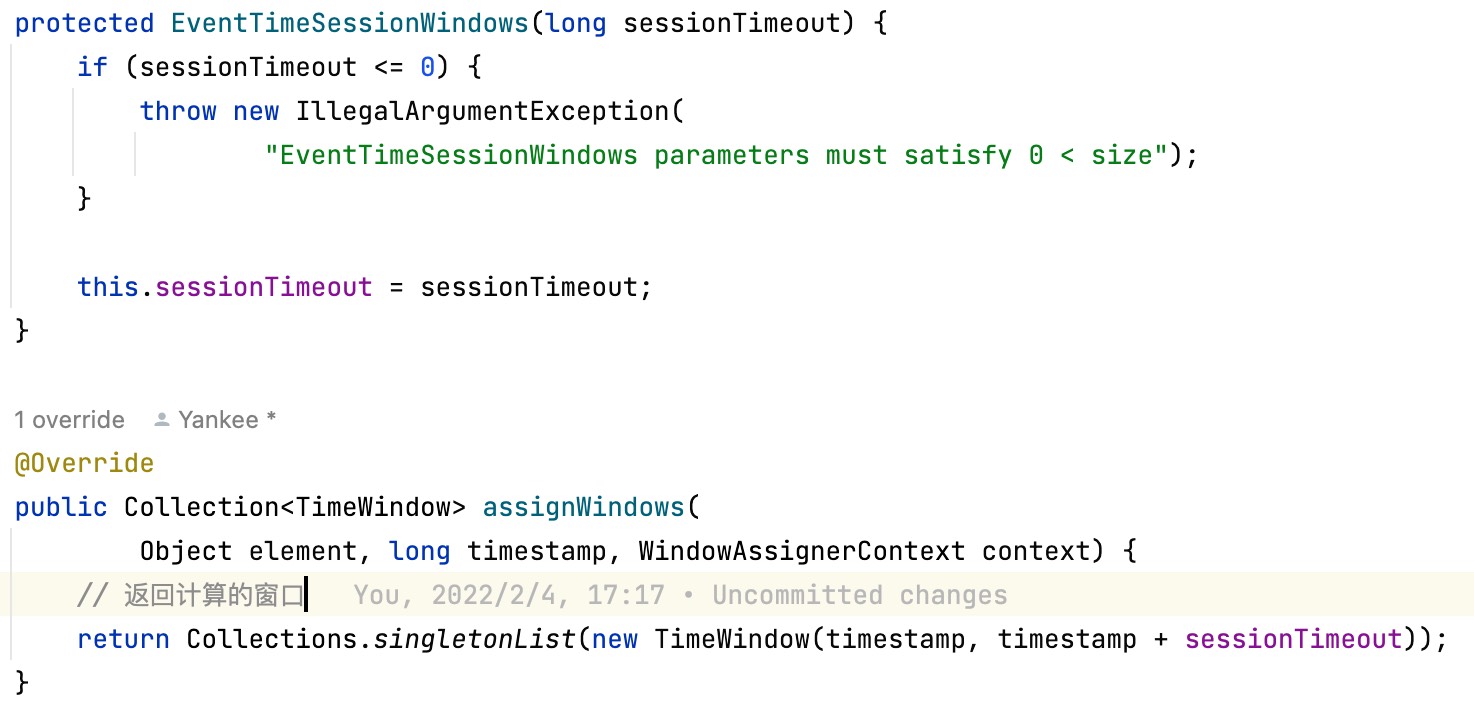 protected EventTimeSessionWindows(long sessionTimeout) {
if (sessionTimeout <= 0) {
throw new IllegalArgumentException(
"EventTimeSessionWindows parameters must satisfy 0 < size");
}
this.sessionTimeout = sessionTimeout;
}
1 override Yankee *
@Override
public Collection<TimeWindow> assignWindows(
Object element, long timestamp, WindowAssignerContext context) {
// 返回计算的窗口 You, 2022/2/4, 17:17 • Uncommitted changes
return Collections.singletonList(new TimeWindow(timestamp, timestamp + sessionTimeout));
}